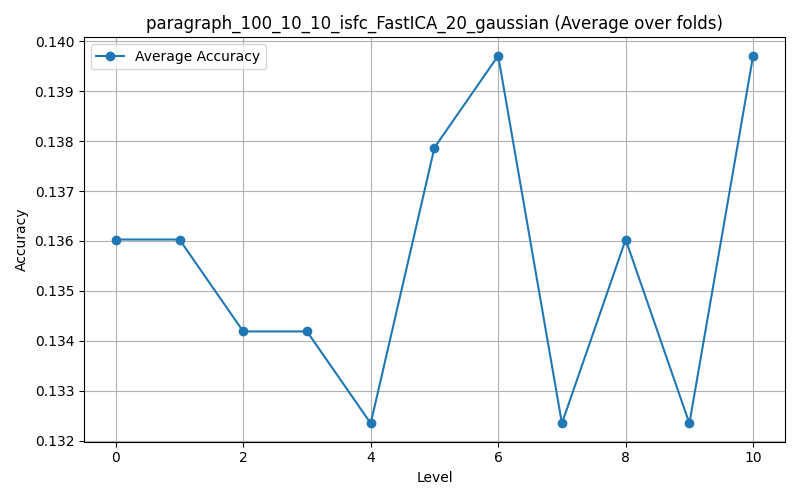 paragraph_100_10_10_isfc_FastICA_20_gaussian (Average over folds)
Average Accuracy
Accuracy
0.140
0.139
0.138
0.137
0.136
0.135
0.134
0.133
0.132
0 2 4 6 8 10
Level